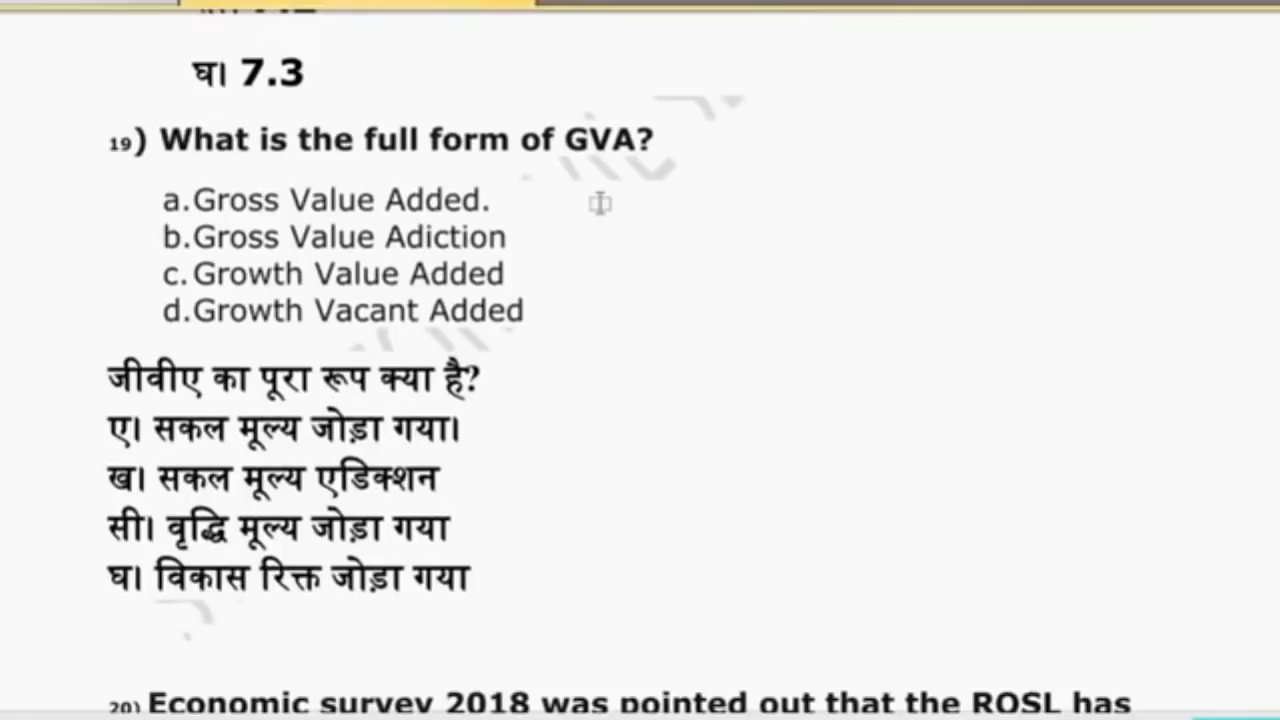 घ। 7.3
19) What is the full form of GVA?
a. Gross Value Added.
b. Gross Value Adiction
c. Growth Value Added
d. Growth Vacant Added
जीवीए का पूरा रूप क्या है?
ए। सकल मूल्य जोड़ा गया।
ख। सकल मूल्य एडिक्शन
सी। वृद्धि मूल्य जोड़ा गया
घ। विकास रिक्त जोड़ा गया
20) Economic survey 2018 was pointed out that the ROSL has